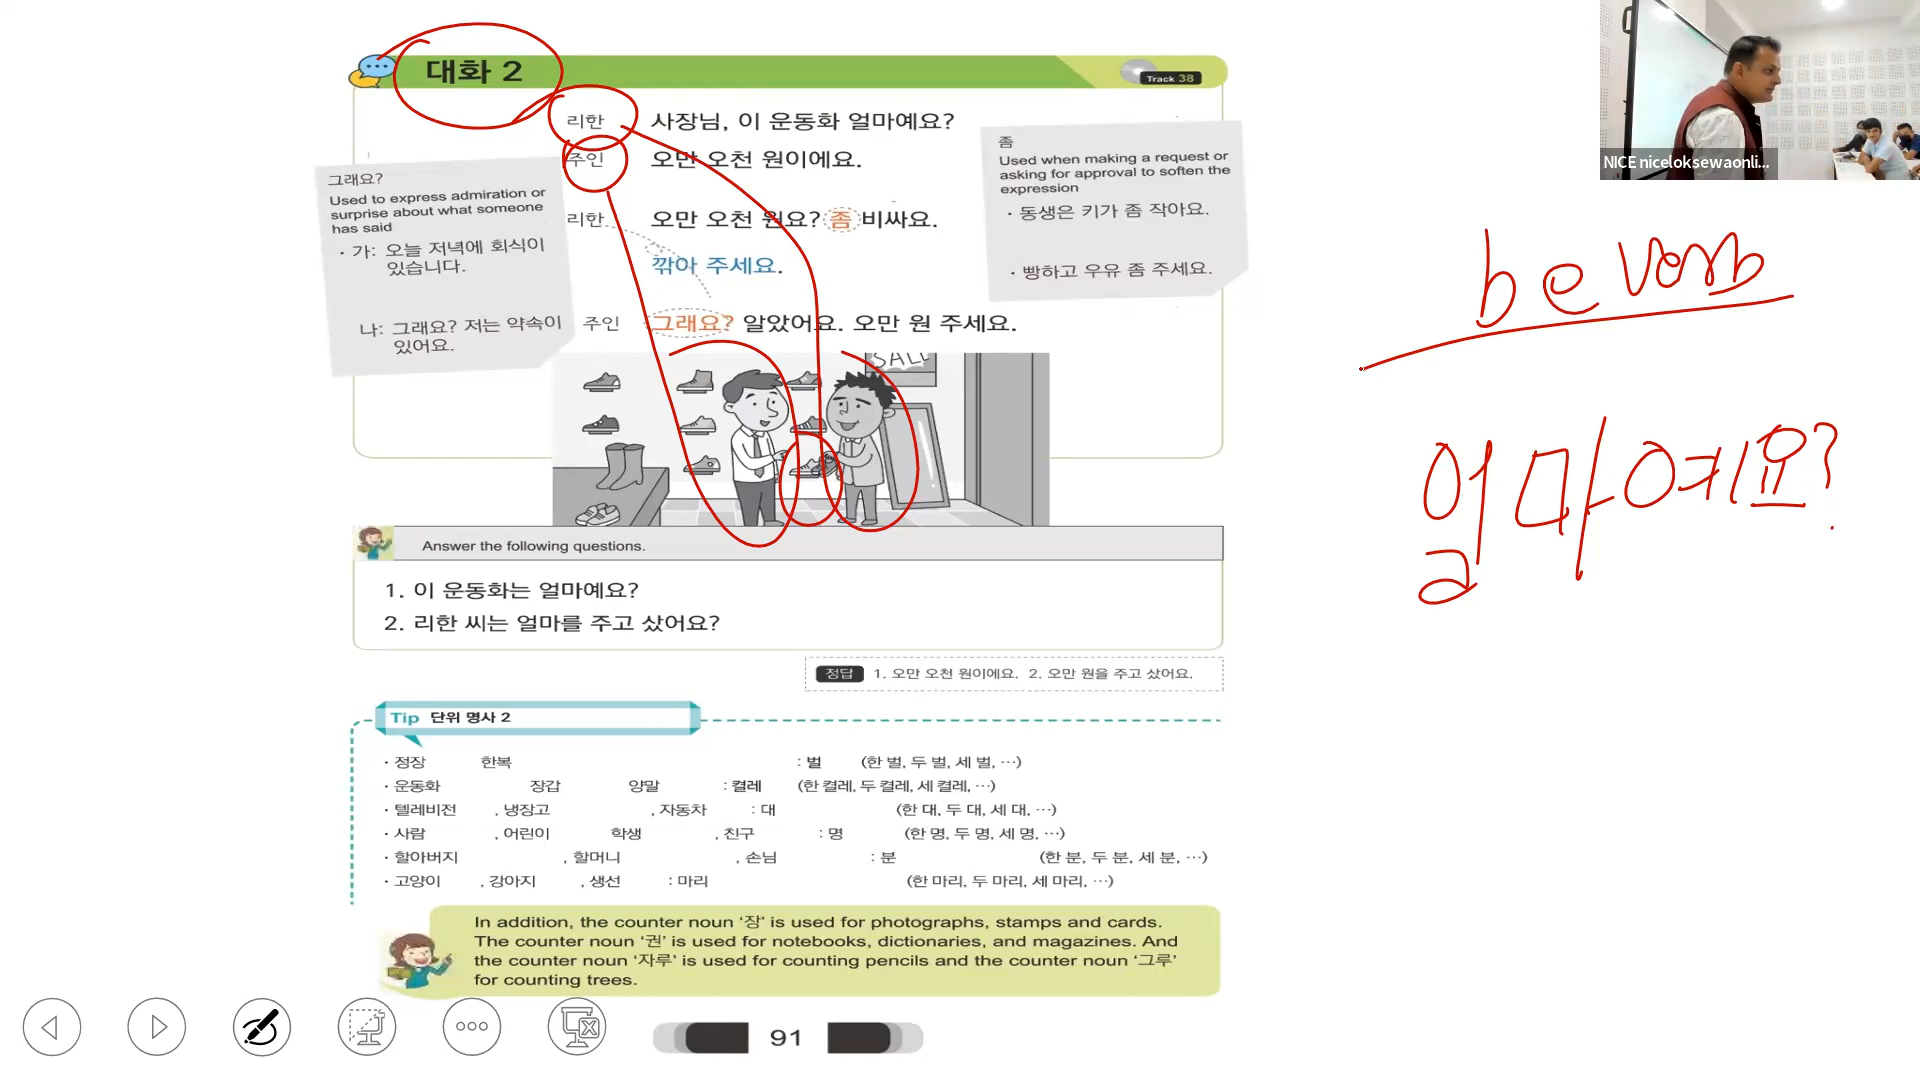 대화 2
Track 38
리한 사장님, 이 운동화 얼마예요?
주인 오만 오천 원이에요.
리한 오만 오천 원요? 좀 비싸요.
깎아 주세요.
주인 그래요? 알았어요. 오만 원 주세요.
그래요?
Used to express admiration or
surprise about what someone
has said
· 가: 오늘 저녁에 회식이
있습니다.
나: 그래요? 저는 약속이
있어요.
좀
Used when making a request or
asking for approval to soften the
expression
· 동생은 키가 좀 작아요.
· 빵하고 우유 좀 주세요.
SALE
Answer the following questions.
1. 이 운동화는 얼마예요?
2. 리한 씨는 얼마를 주고 샀어요?
정답 1. 오만 오천 원이에요. 2. 오만 원을 주고 샀어요.
Tip 단위 명사 2
· 정장 한복 : 벌 (한 벌, 두 벌, 세 벌, ⋯)
· 운동화 장갑 양말 : 켤레 (한 켤레, 두 켤레, 세 켤레, ⋯)
· 텔레비전 , 냉장고 , 자동차 : 대 (한 대, 두 대, 세 대, ⋯)
· 사람 , 어린이 학생 , 친구 : 명 (한 명, 두 명, 세 명, ⋯)
· 할아버지 , 할머니 , 손님 : 분 (한 분, 두 분, 세 분, ⋯)
· 고양이 , 강아지 , 생선 : 마리 (한 마리, 두 마리, 세 마리, ⋯)
In addition, the counter noun ‘장’ is used for photographs, stamps and cards.
The counter noun ‘권’ is used for notebooks, dictionaries, and magazines. And
the counter noun ‘자루’ is used for counting pencils and the counter noun ‘그루’
for counting trees.
91
NICE niceloksewaonli...
be verb
얼마예요?